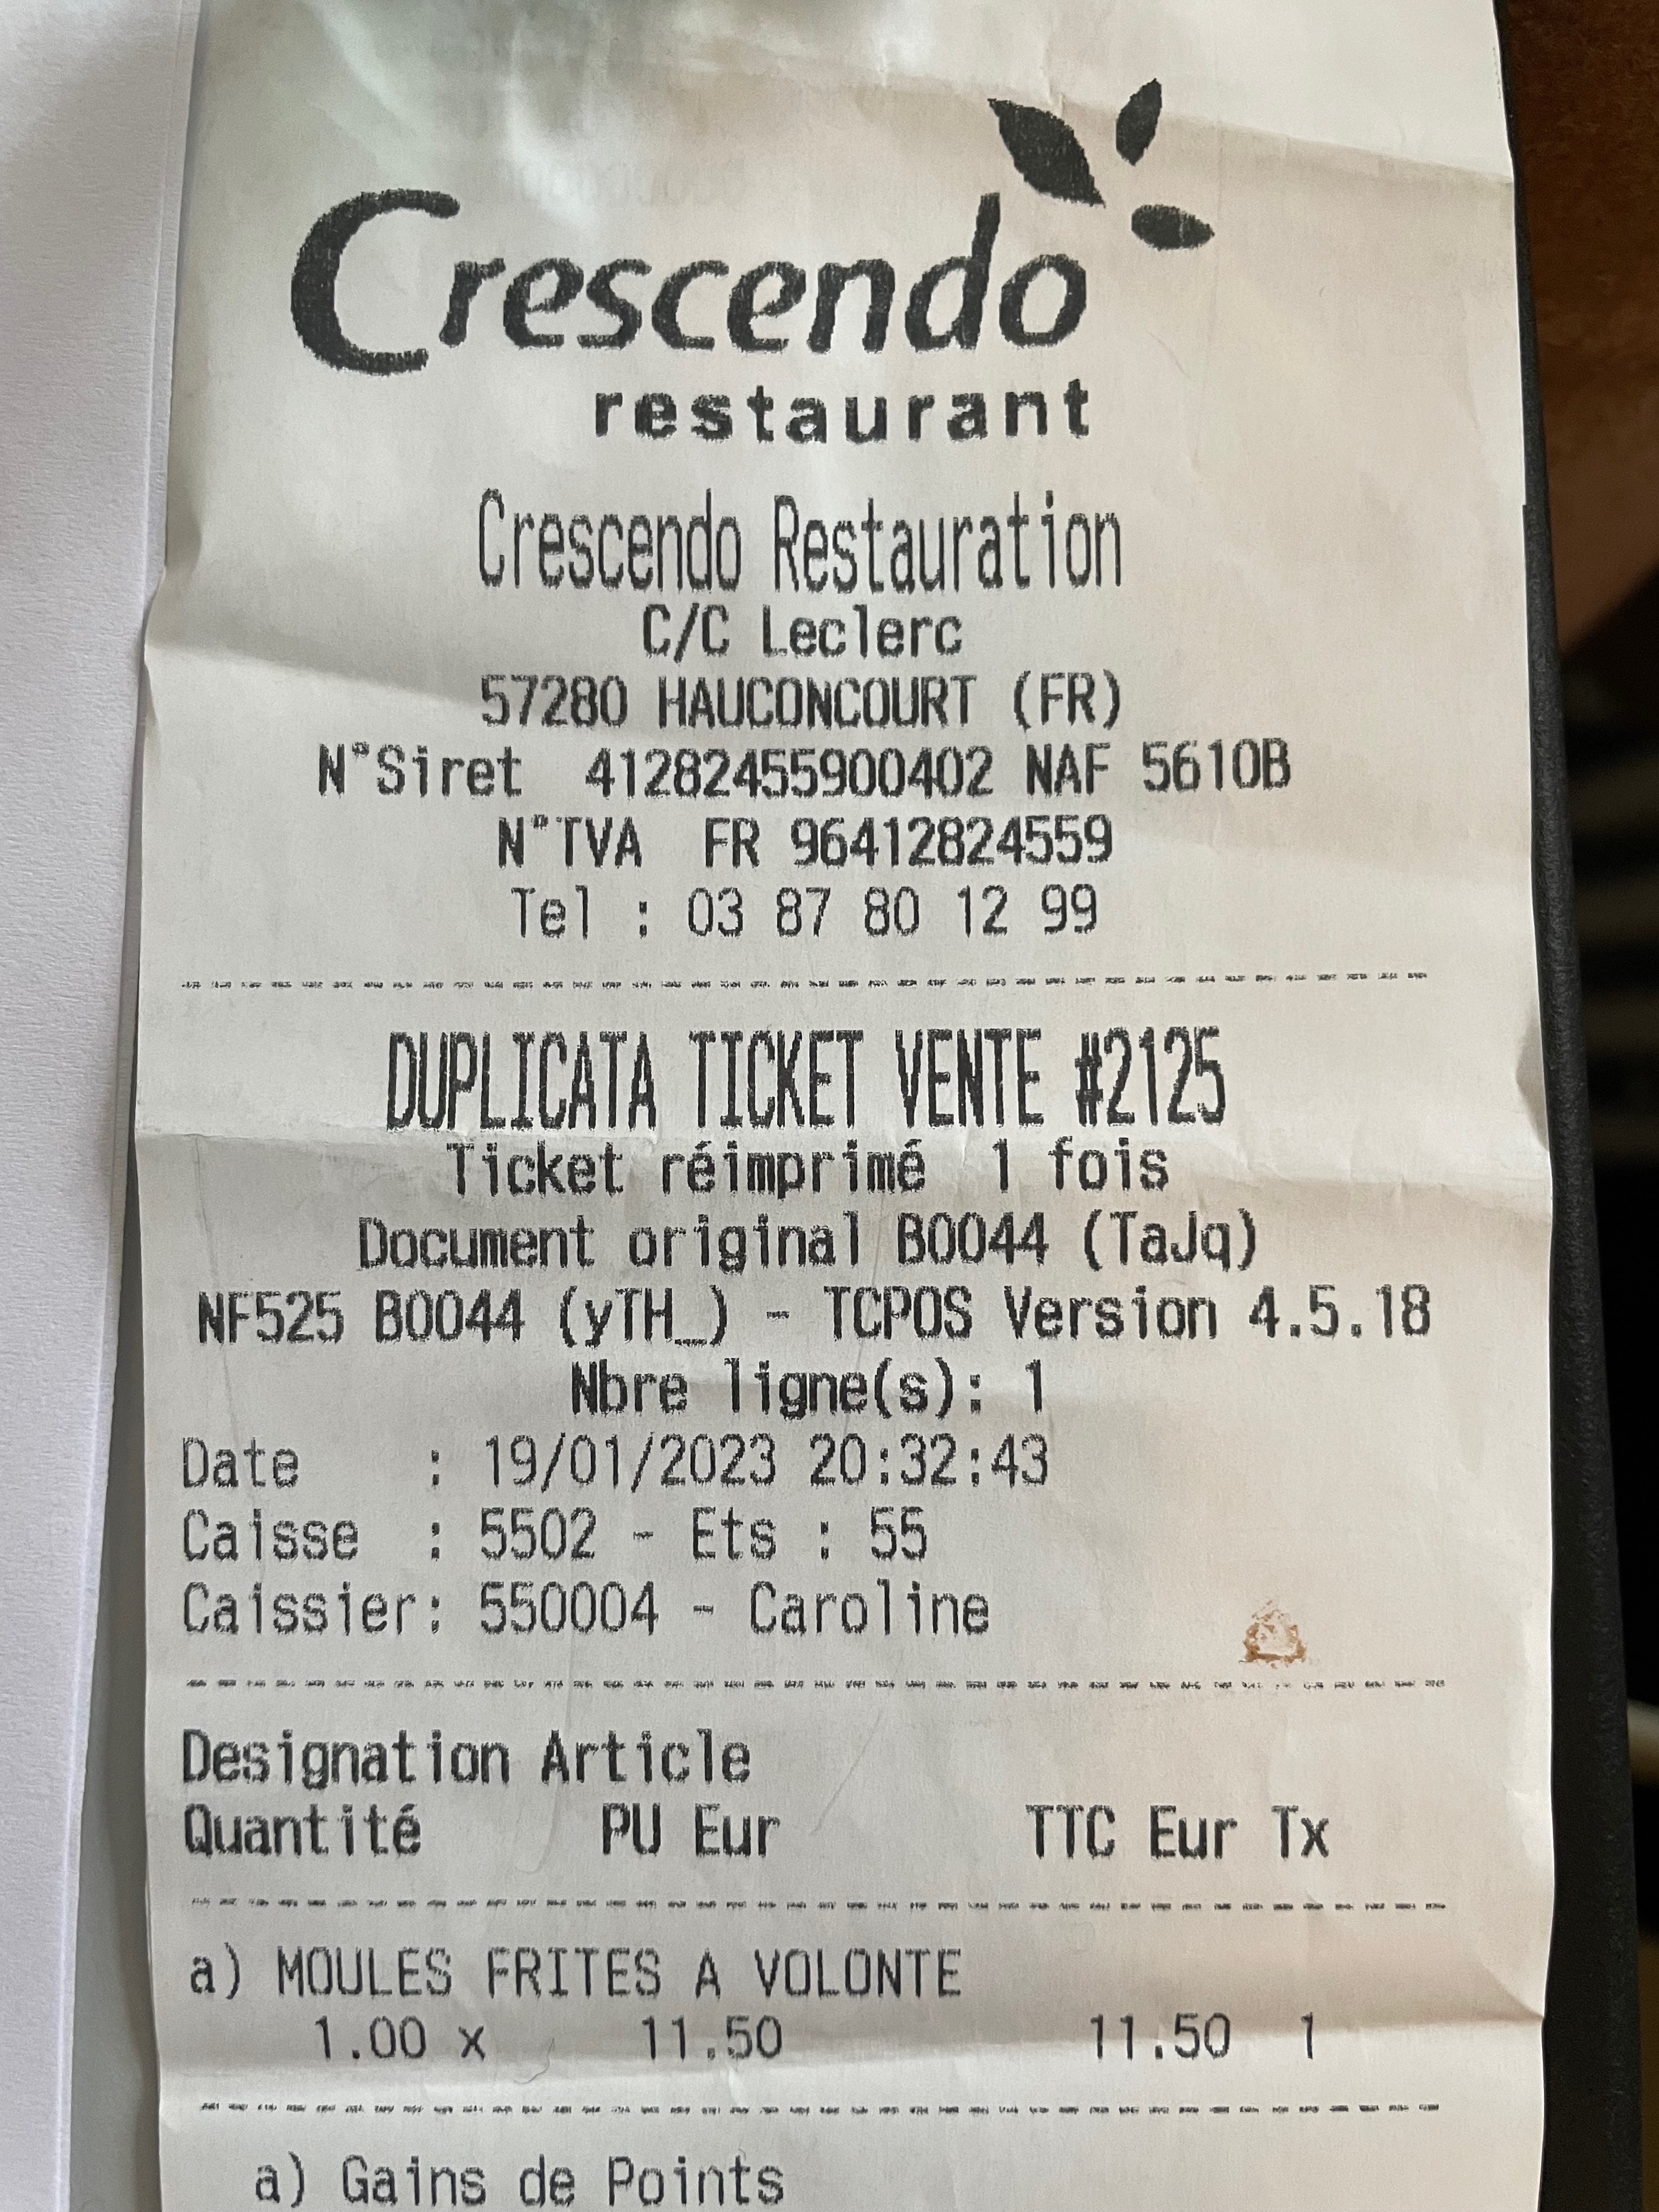 Crescendo
restaurant
Crescendo Restauration
C/C Leclerc
57280 HAUCONCOURT (FR)
N°Siret 41282455900402 NAF 5610B
N°TVA FR 96412824559
Tel : 03 87 80 12 99
DUPLICATA TICKET VENTE #2125
Ticket réimprimé 1 fois
Document original B0044 (TaJq)
NF525 B0044 (yTH_) - TCPOS Version 4.5.18
Nbre ligne(s): 1
Date : 19/01/2023 20:32:43
Caisse : 5502 - Ets : 55
Caissier: 550004 - Caroline
Designation Article
Quantité PU Eur TTC Eur Tx
a) MOULES FRITES A VOLONTE
1.00 x 11.50 11.50 1
a) Gains de Points